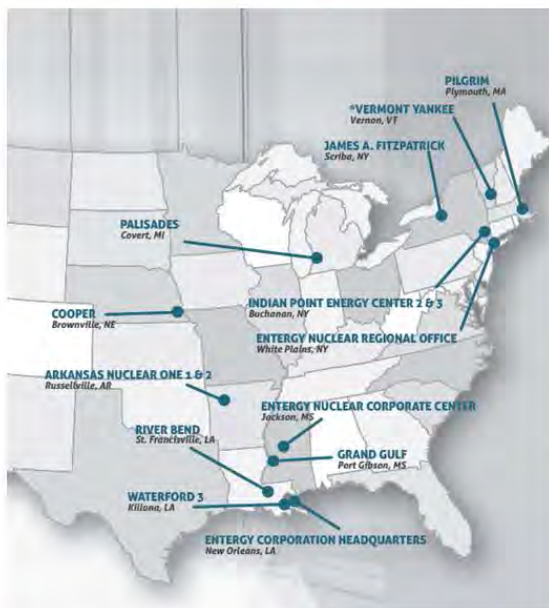 PILGRIM
Plymouth, MA
*VERMONT YANKEE
Vernon, VT
JAMES A. FITZPATRICK
Scriba, NY
PALISADES
Covert, MI
INDIAN POINT ENERGY CENTER 2 & 3
Buchanan, NY
COOPER
Brownville, NE
ENTERGY NUCLEAR REGIONAL OFFICE
White Plains, NY
ARKANSAS NUCLEAR ONE 1 & 2
Russellville, AR
ENTERGY NUCLEAR CORPORATE CENTER
Jackson, MS
RIVER BEND
St. Francisville, LA
GRAND GULF
Port Gibson, MS
WATERFORD 3
Killona, LA
ENTERGY CORPORATION HEADQUARTERS
New Orleans, LA